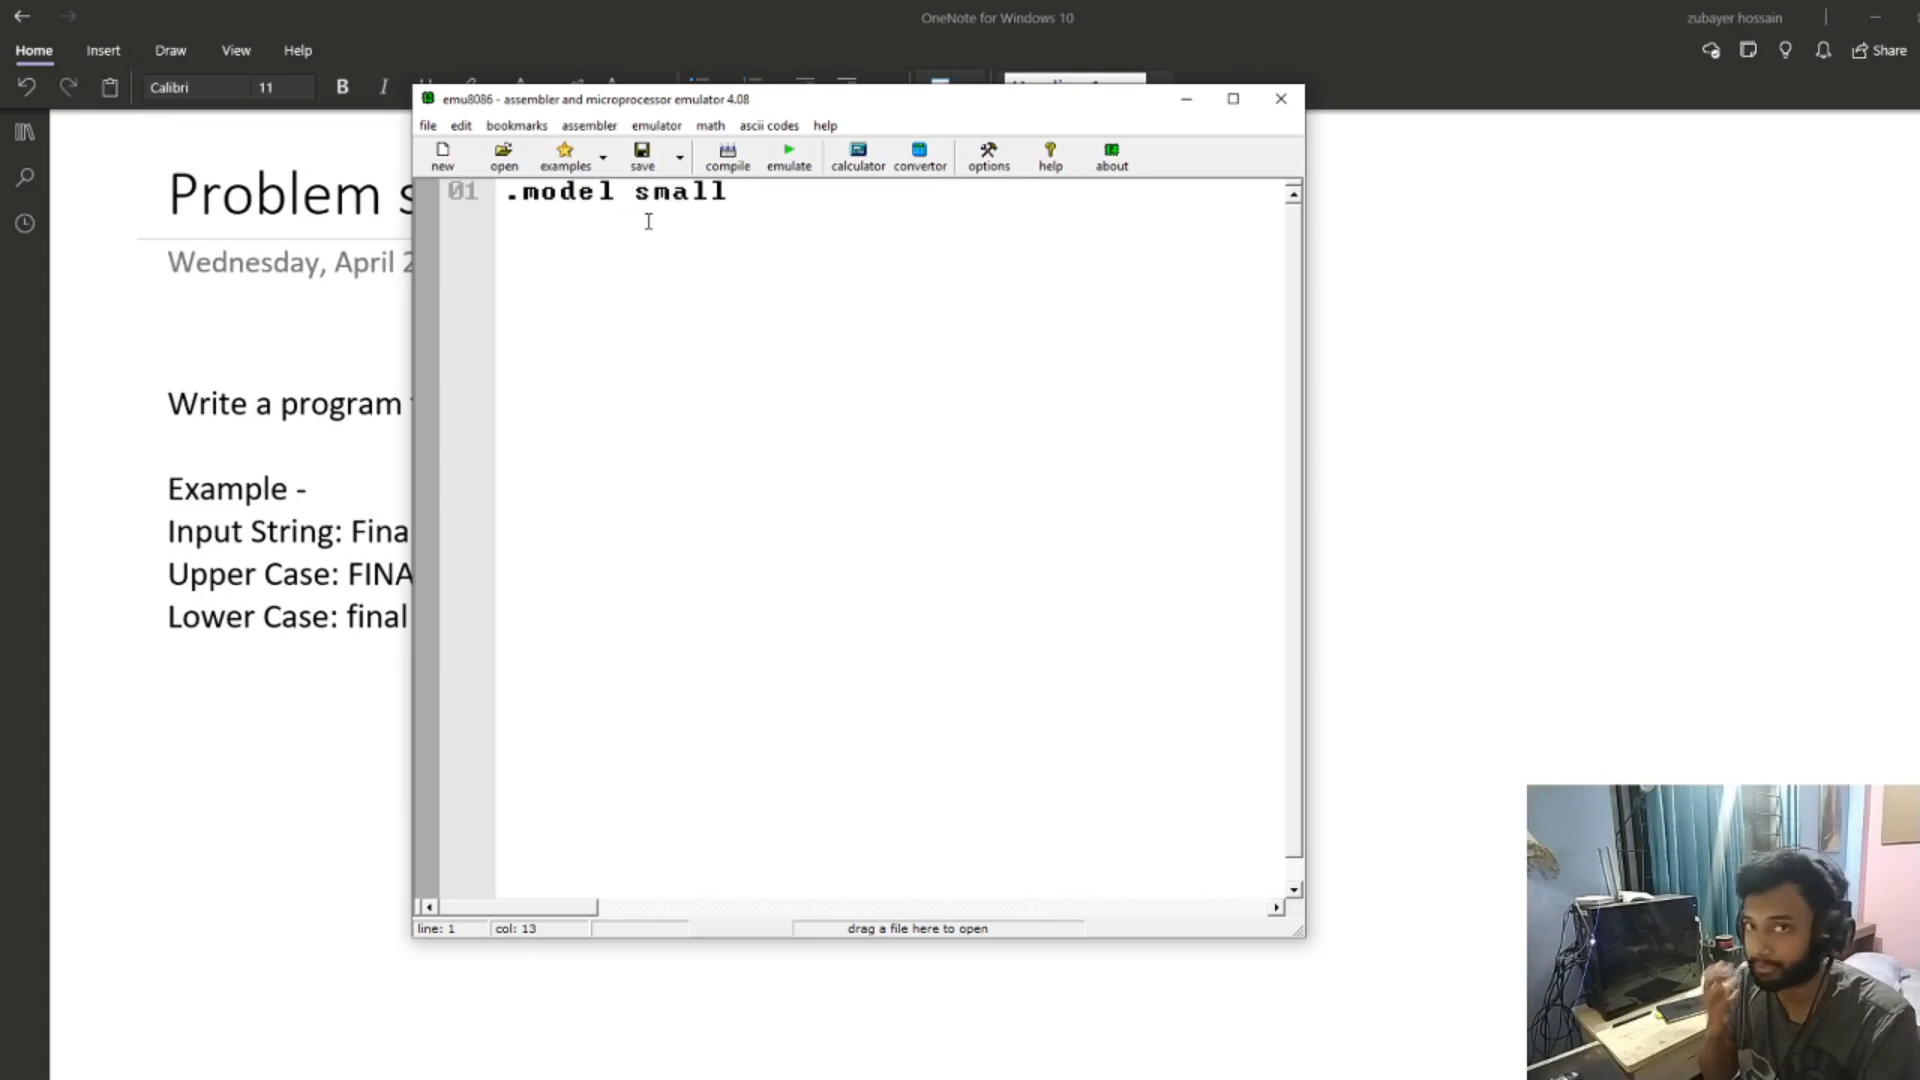 OneNote for Windows 10
zubayer hossain
Home Insert Draw View Help
Share
Calibri 11 B I
emu8086 - assembler and microprocessor emulator 4.08
file edit bookmarks assembler emulator math ascii codes help
new open examples save compile emulate calculator convertor options help about
01 .model small
Problem s
Wednesday, April 2
Write a program
Example -
Input String: Fina
Upper Case: FINA
Lower Case: final
line: 1 col: 13 drag a file here to open